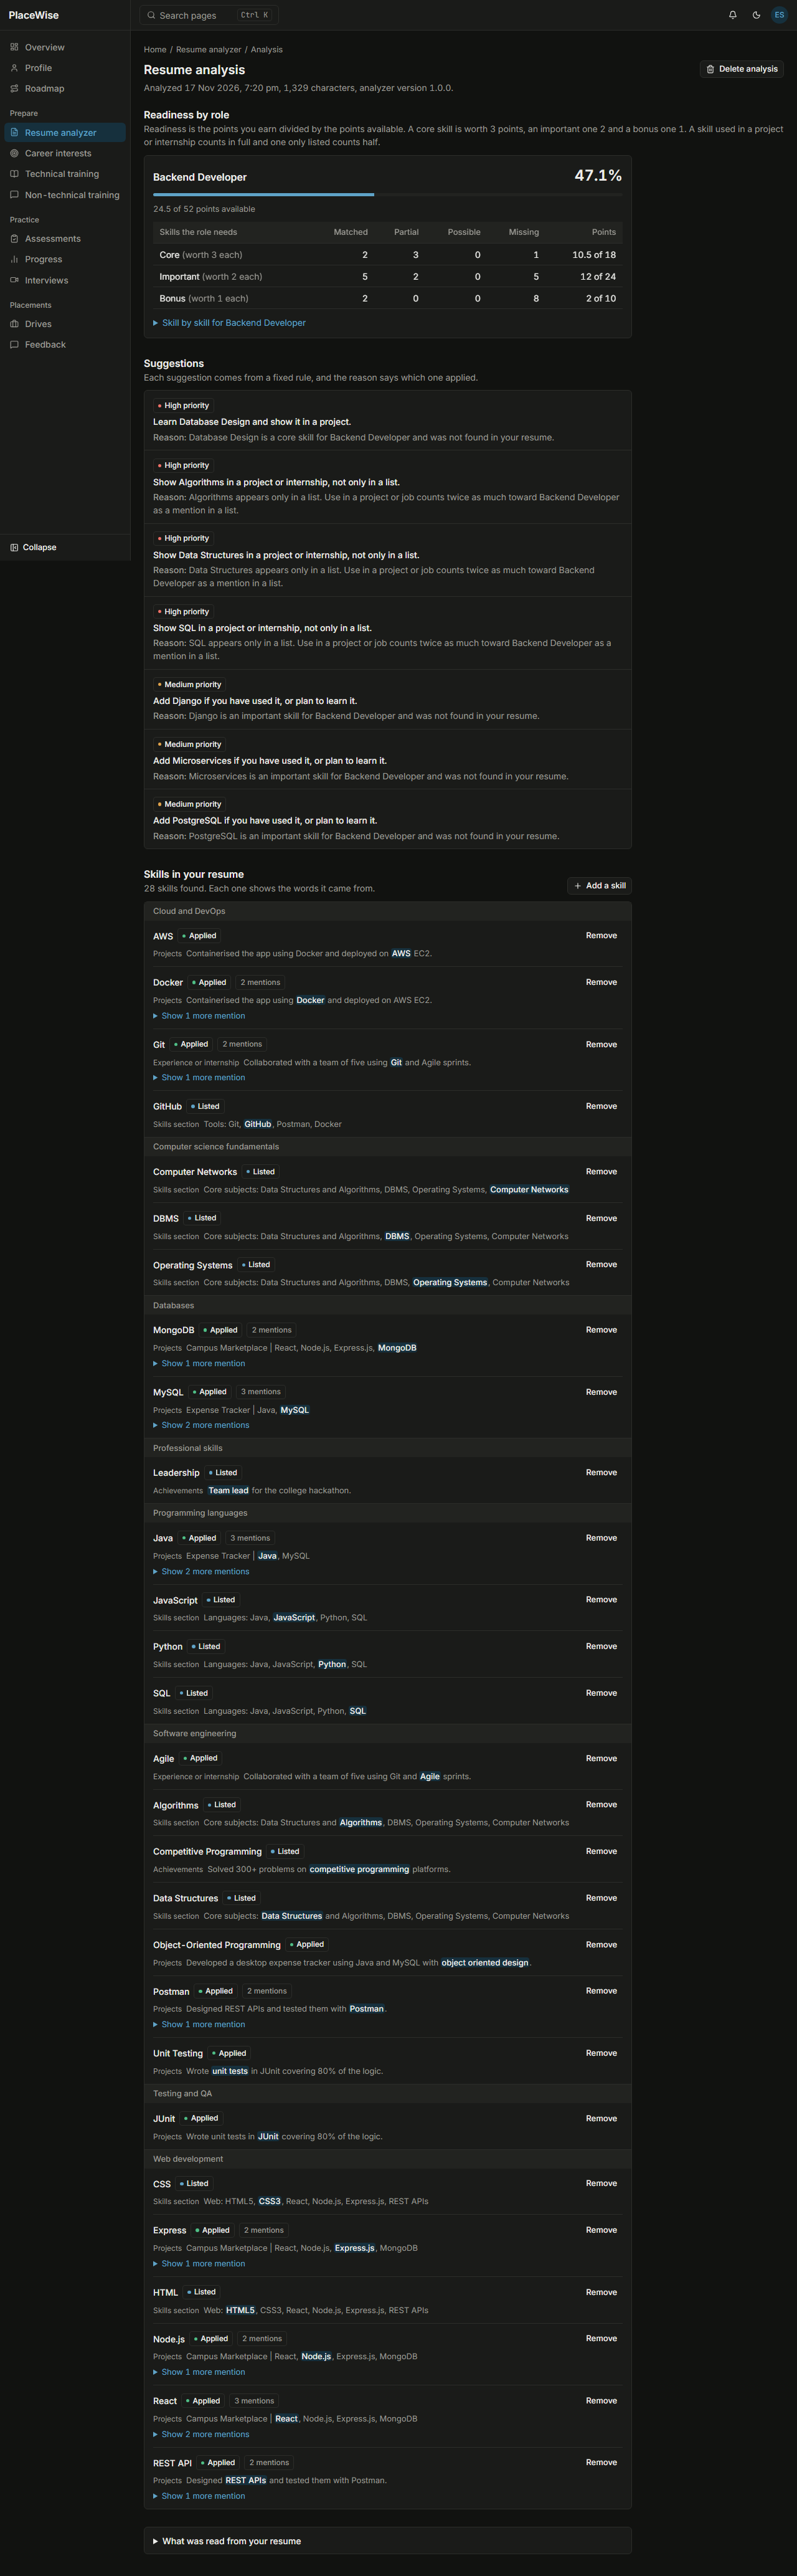 PlaceWise
Search pages
Ctrl K
ES
Overview
Profile
Roadmap
Prepare
Resume analyzer
Career interests
Technical training
Non-technical training
Practice
Assessments
Progress
Interviews
Placements
Drives
Feedback
Collapse
Home / Resume analyzer / Analysis
Resume analysis
Delete analysis
Analyzed 17 Nov 2026, 7:20 pm, 1,329 characters, analyzer version 1.0.0.
Readiness by role
Readiness is the points you earn divided by the points available. A core skill is worth 3 points, an important one 2 and a bonus one 1. A skill used in a project
or internship counts in full and one only listed counts half.
Backend Developer 47.1%
24.5 of 52 points available
Skills the role needs Matched Partial Possible Missing Points
Core (worth 3 each) 2 3 0 1 10.5 of 18
Important (worth 2 each) 5 2 0 5 12 of 24
Bonus (worth 1 each) 2 0 0 8 2 of 10
Skill by skill for Backend Developer
Suggestions
Each suggestion comes from a fixed rule, and the reason says which one applied.
High priority
Learn Database Design and show it in a project.
Reason: Database Design is a core skill for Backend Developer and was not found in your resume.
High priority
Show Algorithms in a project or internship, not only in a list.
Reason: Algorithms appears only in a list. Use in a project or job counts twice as much toward Backend Developer
as a mention in a list.
High priority
Show Data Structures in a project or internship, not only in a list.
Reason: Data Structures appears only in a list. Use in a project or job counts twice as much toward Backend
Developer as a mention in a list.
High priority
Show SQL in a project or internship, not only in a list.
Reason: SQL appears only in a list. Use in a project or job counts twice as much toward Backend Developer as a
mention in a list.
Medium priority
Add Django if you have used it, or plan to learn it.
Reason: Django is an important skill for Backend Developer and was not found in your resume.
Medium priority
Add Microservices if you have used it, or plan to learn it.
Reason: Microservices is an important skill for Backend Developer and was not found in your resume.
Medium priority
Add PostgreSQL if you have used it, or plan to learn it.
Reason: PostgreSQL is an important skill for Backend Developer and was not found in your resume.
Skills in your resume
28 skills found. Each one shows the words it came from.
Add a skill
Cloud and DevOps
AWS Applied Remove
Projects Containerised the app using Docker and deployed on AWS EC2.
Docker Applied 2 mentions Remove
Projects Containerised the app using Docker and deployed on AWS EC2.
Show 1 more mention
Git Applied 2 mentions Remove
Experience or internship Collaborated with a team of five using Git and Agile sprints.
Show 1 more mention
GitHub Listed Remove
Skills section Tools: Git, GitHub, Postman, Docker
Computer science fundamentals
Computer Networks Listed Remove
Skills section Core subjects: Data Structures and Algorithms, DBMS, Operating Systems, Computer Networks
DBMS Listed Remove
Skills section Core subjects: Data Structures and Algorithms, DBMS, Operating Systems, Computer Networks
Operating Systems Listed Remove
Skills section Core subjects: Data Structures and Algorithms, DBMS, Operating Systems, Computer Networks
Databases
MongoDB Applied 2 mentions Remove
Projects Campus Marketplace | React, Node.js, Express.js, MongoDB
Show 1 more mention
MySQL Applied 3 mentions Remove
Projects Expense Tracker | Java, MySQL
Show 2 more mentions
Professional skills
Leadership Listed Remove
Achievements Team lead for the college hackathon.
Programming languages
Java Applied 3 mentions Remove
Projects Expense Tracker | Java, MySQL
Show 2 more mentions
JavaScript Listed Remove
Skills section Languages: Java, JavaScript, Python, SQL
Python Listed Remove
Skills section Languages: Java, JavaScript, Python, SQL
SQL Listed Remove
Skills section Languages: Java, JavaScript, Python, SQL
Software engineering
Agile Applied Remove
Experience or internship Collaborated with a team of five using Git and Agile sprints.
Algorithms Listed Remove
Skills section Core subjects: Data Structures and Algorithms, DBMS, Operating Systems, Computer Networks
Competitive Programming Listed Remove
Achievements Solved 300+ problems on competitive programming platforms.
Data Structures Listed Remove
Skills section Core subjects: Data Structures and Algorithms, DBMS, Operating Systems, Computer Networks
Object-Oriented Programming Applied Remove
Projects Developed a desktop expense tracker using Java and MySQL with object oriented design.
Postman Applied 2 mentions Remove
Projects Designed REST APIs and tested them with Postman.
Show 1 more mention
Unit Testing Applied Remove
Projects Wrote unit tests in JUnit covering 80% of the logic.
Testing and QA
JUnit Applied Remove
Projects Wrote unit tests in JUnit covering 80% of the logic.
Web development
CSS Listed Remove
Skills section Web: HTML5, CSS3, React, Node.js, Express.js, REST APIs
Express Applied 2 mentions Remove
Projects Campus Marketplace | React, Node.js, Express.js, MongoDB
Show 1 more mention
HTML Listed Remove
Skills section Web: HTML5, CSS3, React, Node.js, Express.js, REST APIs
Node.js Applied 2 mentions Remove
Projects Campus Marketplace | React, Node.js, Express.js, MongoDB
Show 1 more mention
React Applied 3 mentions Remove
Projects Campus Marketplace | React, Node.js, Express.js, MongoDB
Show 2 more mentions
REST API Applied 2 mentions Remove
Projects Designed REST APIs and tested them with Postman.
Show 1 more mention
What was read from your resume